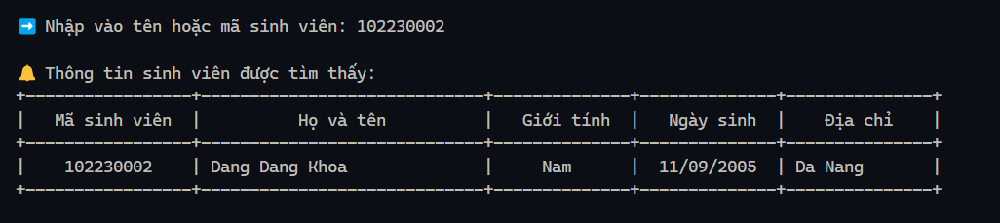 ➡️ Nhập vào tên hoặc mã sinh viên: 102230002
🔔 Thông tin sinh viên được tìm thấy:
+-----------------+-----------------------------+--------------+--------------+---------------+
|   Mã sinh viên  |          Họ và tên          |   Giới tính  |   Ngày sinh  |    Địa chỉ    |
+-----------------+-----------------------------+--------------+--------------+---------------+
|    102230002    | Dang Dang Khoa              |     Nam      |  11/09/2005  | Da Nang       |
+-----------------+-----------------------------+--------------+--------------+---------------+